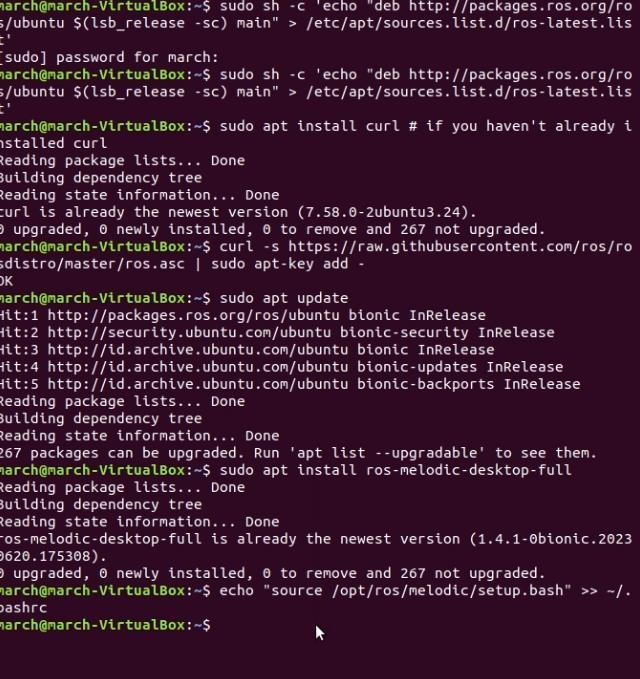 march@march-VirtualBox:~$ sudo sh -c 'echo "deb http://packages.ros.org/ro
s/ubuntu $(lsb_release -sc) main" > /etc/apt/sources.list.d/ros-latest.lis
t'
[sudo] password for march:
march@march-VirtualBox:~$ sudo sh -c 'echo "deb http://packages.ros.org/ro
s/ubuntu $(lsb_release -sc) main" > /etc/apt/sources.list.d/ros-latest.lis
t'
march@march-VirtualBox:~$ sudo apt install curl # if you haven't already i
nstalled curl
Reading package lists... Done
Building dependency tree
Reading state information... Done
curl is already the newest version (7.58.0-2ubuntu3.24).
0 upgraded, 0 newly installed, 0 to remove and 267 not upgraded.
march@march-VirtualBox:~$ curl -s https://raw.githubusercontent.com/ros/ro
sdistro/master/ros.asc | sudo apt-key add -
OK
march@march-VirtualBox:~$ sudo apt update
Hit:1 http://packages.ros.org/ros/ubuntu bionic InRelease
Hit:2 http://security.ubuntu.com/ubuntu bionic-security InRelease
Hit:3 http://id.archive.ubuntu.com/ubuntu bionic InRelease
Hit:4 http://id.archive.ubuntu.com/ubuntu bionic-updates InRelease
Hit:5 http://id.archive.ubuntu.com/ubuntu bionic-backports InRelease
Reading package lists... Done
Building dependency tree
Reading state information... Done
267 packages can be upgraded. Run 'apt list --upgradable' to see them.
march@march-VirtualBox:~$ sudo apt install ros-melodic-desktop-full
Reading package lists... Done
Building dependency tree
Reading state information... Done
ros-melodic-desktop-full is already the newest version (1.4.1-0bionic.2023
0620.175308).
0 upgraded, 0 newly installed, 0 to remove and 267 not upgraded.
march@march-VirtualBox:~$ echo "source /opt/ros/melodic/setup.bash" >> ~/.
bashrc
march@march-VirtualBox:~$